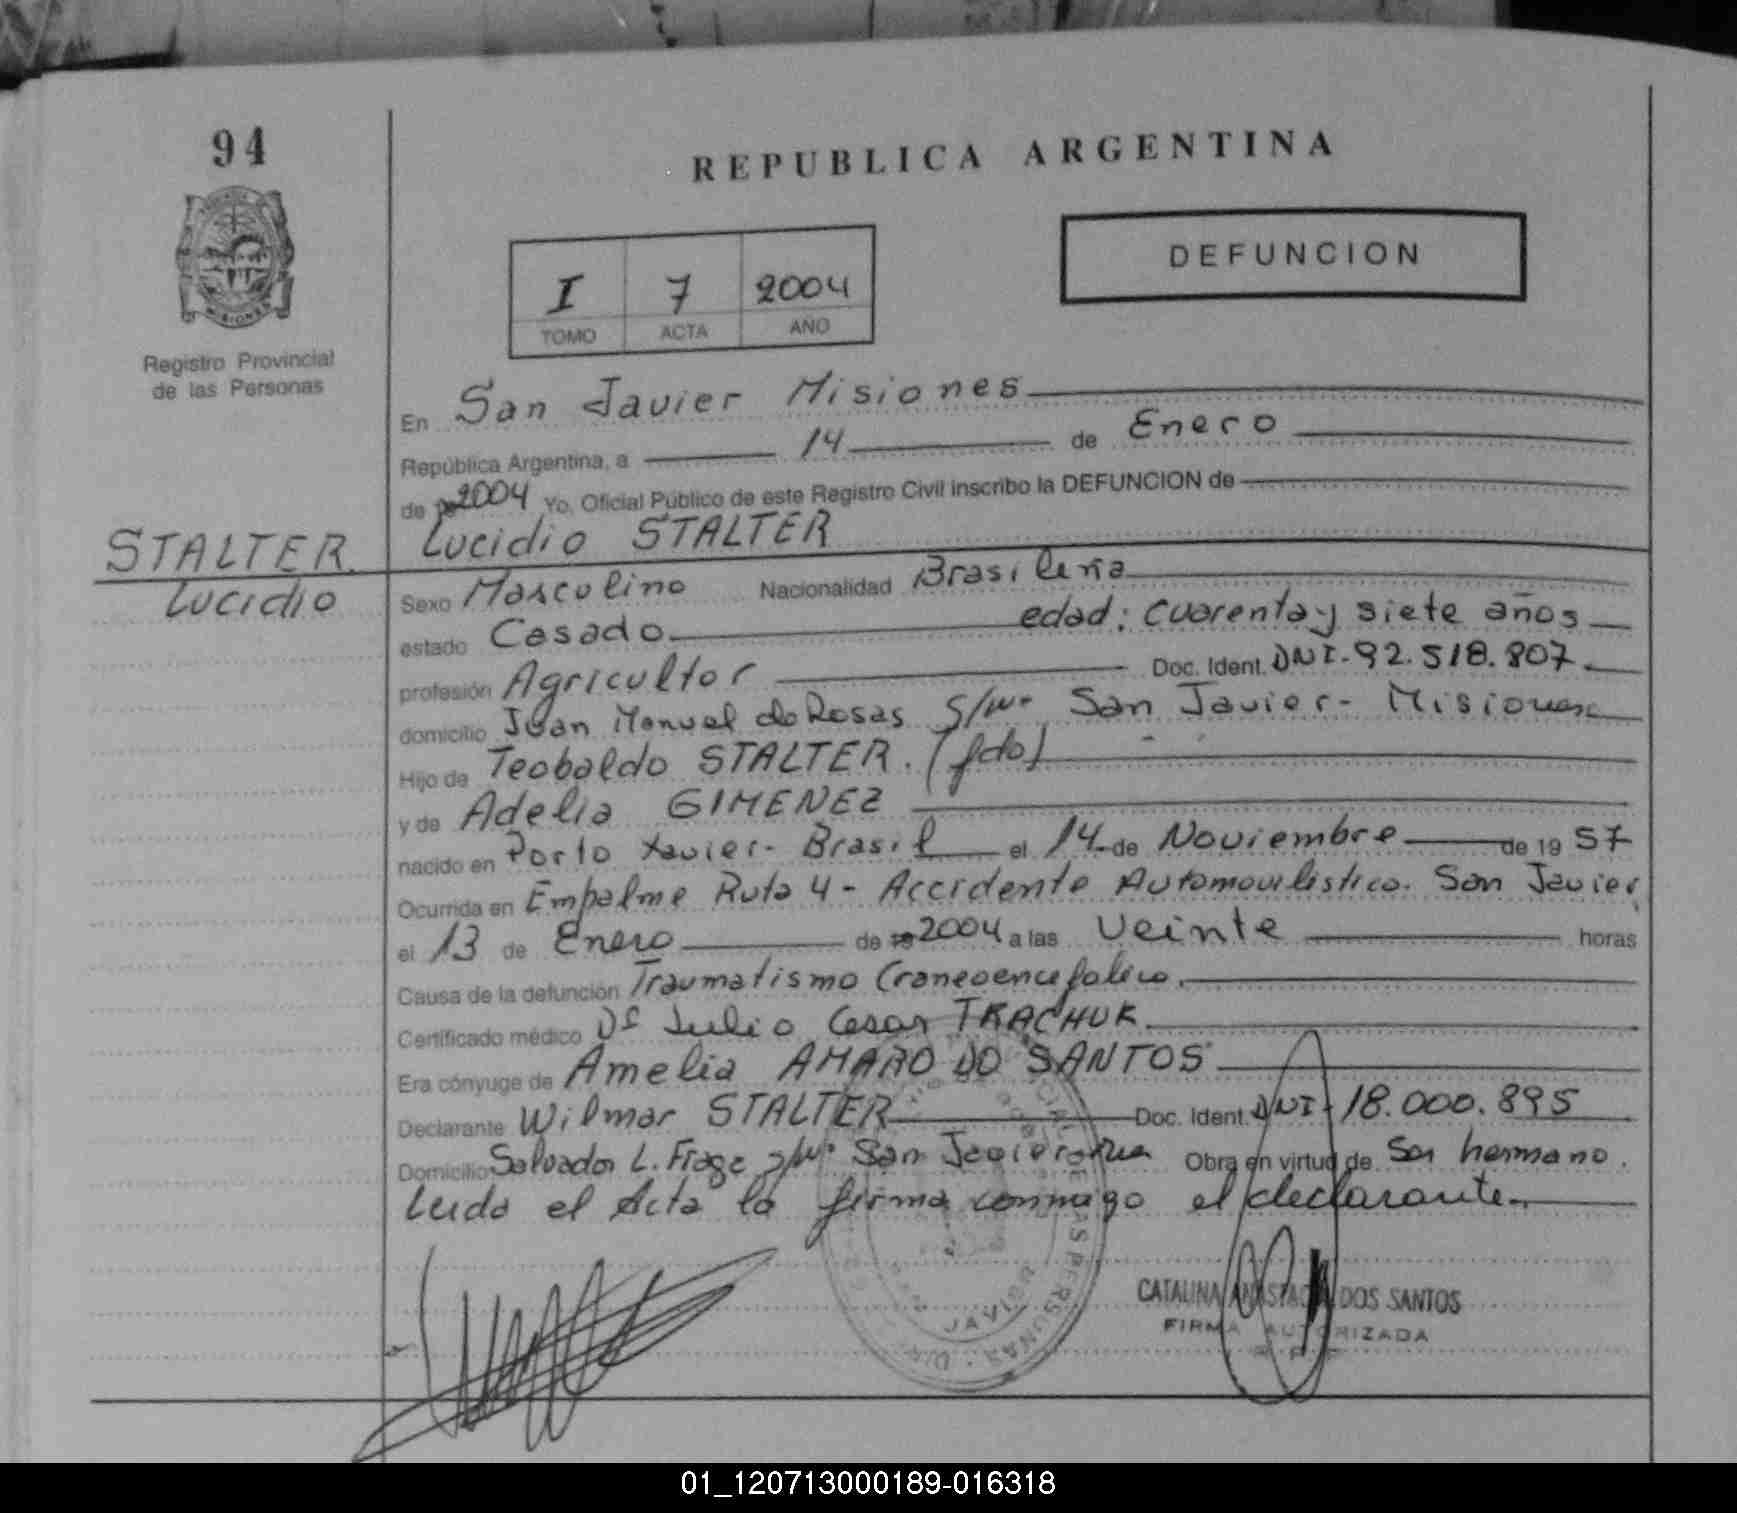 94
REPUBLICA ARGENTINA
DEFUNCION
I 7 2004
TOMO ACTA AÑO
MISIONES
Registro Provincial
de las Personas
En San Javier Misiones
República Argentina, a 14 de Enero
de 2004 Yo, Oficial Público de este Registro Civil inscribo la DEFUNCION de
STALTER. Lucidio STALTER
Lucidio
Sexo Masculino Nacionalidad Brasileña
estado Casado edad: cuarenta y siete años
profesión Agricultor Doc. Ident. DNI-92.518.807
domicilio Juan Manuel de Rosas S/Nº San Javier- Misiones
Hijo de Teobaldo STALTER. (fdo)
y de Adelia GIMENEZ
nacido en Porto Xavier- Brasil el 14 de Noviembre de 19 57
Ocurrida en Empalme Ruta 4 - Accidente Automovilistico. San Javier
el 13 de Enero de 2004 a las Veinte horas
Causa de la defunción Traumatismo Craneoencefalico.
Certificado médico Dr Julio Cesar TKACHUK
Era cónyuge de Amelia AMARO DO SANTOS
Declarante Wilmar STALTER Doc. Ident. DNI- 18.000.895
Domicilio Salvador L. S/Nº San Javier Obra en virtud de Ser hermano.
Leida el Acta la firma conmigo el declarante.
JAVIER
CATALINA ANASTACIA DOS SANTOS
FIRMA AUTORIZADA
01_120713000189-016318